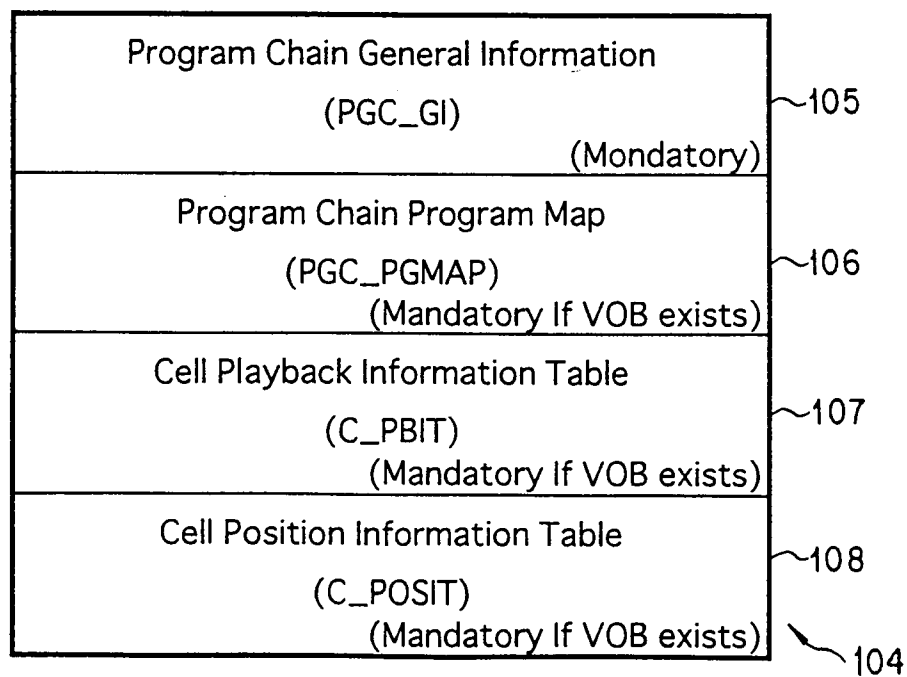 Program Chain General Information
(PGC_GI)
(Mondatory)
105
Program Chain Program Map
(PGC_PGMAP)
(Mandatory If VOB exists)
106
Cell Playback Information Table
(C_PBIT)
(Mandatory If VOB exists)
107
Cell Position Information Table
(C_POSIT)
(Mandatory If VOB exists)
108
104